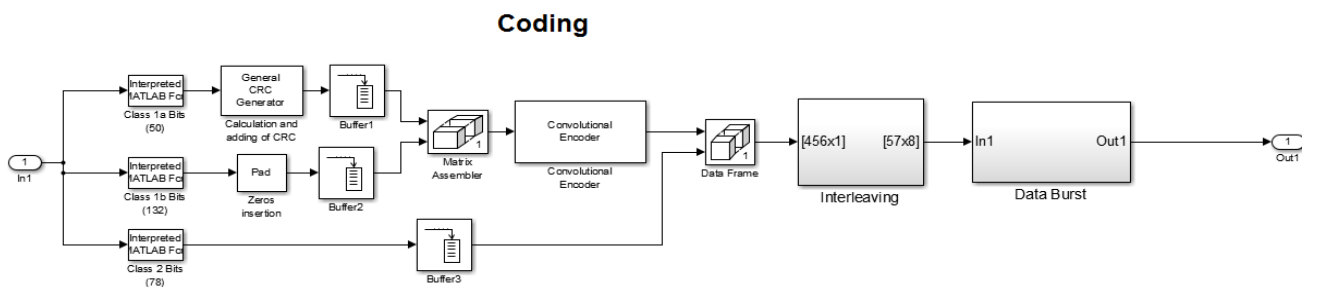 Coding
1
In1
Interpreted
MATLAB Fcn
Class 1a Bits
(50)
General
CRC
Generator
Calculation and
adding of CRC
Buffer1
Interpreted
MATLAB Fcn
Class 1b Bits
(132)
Pad
Zeros
insertion
Buffer2
Interpreted
MATLAB Fcn
Class 2 Bits
(78)
Buffer3
1
Matrix
Assembler
Convolutional
Encoder
Convolutional
Encoder
1
Data Frame
[456x1]
[57x8]
Interleaving
In1
Out1
Data Burst
1
Out1